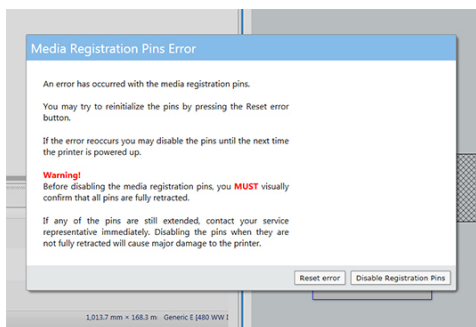 Media Registration Pins Error
An error has occurred with the media registration pins.
You may try to reinitialize the pins by pressing the Reset error
button.
If the error reoccurs you may disable the pins until the next time
the printer is powered up.
Warning!
Before disabling the media registration pins, you MUST visually
confirm that all pins are fully retracted.
If any of the pins are still extended, contact your service
representative immediately. Disabling the pins when they are
not fully retracted will cause major damage to the printer.
Reset error Disable Registration Pins
1,013.7 mm × 168.3 m Generic E [480 WW